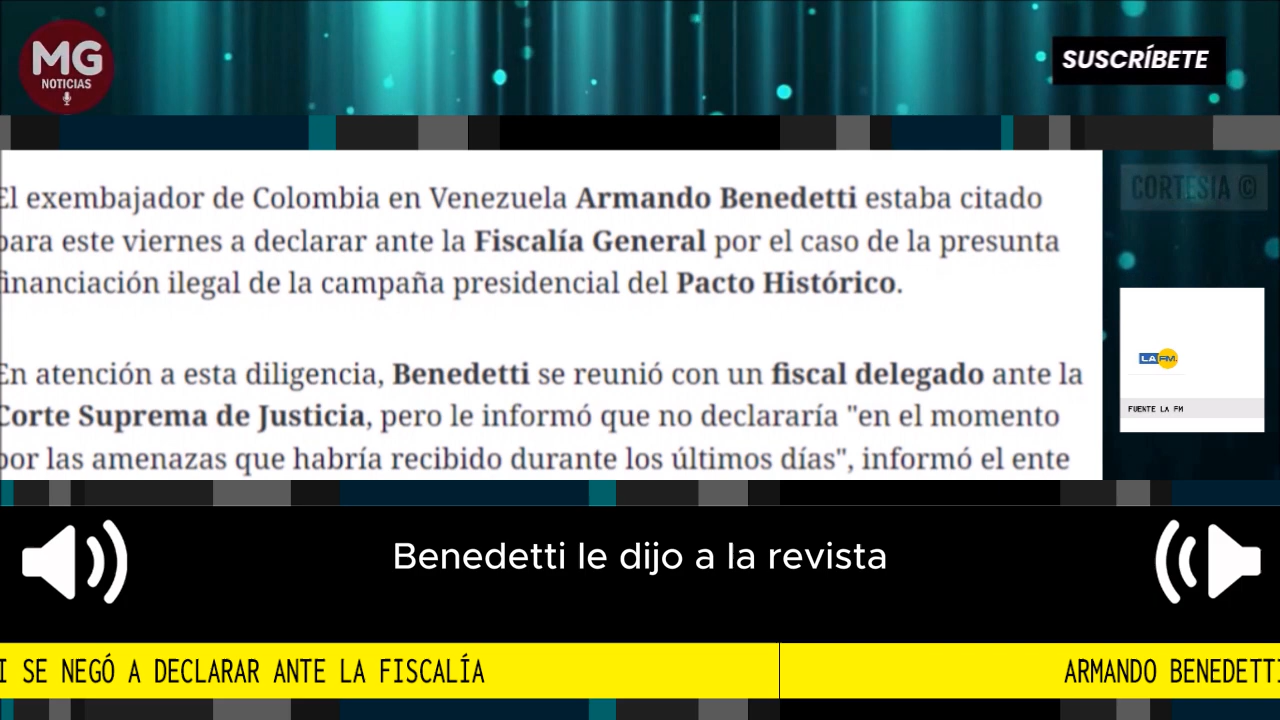 MG
NOTICIAS
SUSCRÍBETE
CORTESIA ©
El exembajador de Colombia en Venezuela Armando Benedetti estaba citado
para este viernes a declarar ante la Fiscalía General por el caso de la presunta
financiación ilegal de la campaña presidencial del Pacto Histórico.
En atención a esta diligencia, Benedetti se reunió con un fiscal delegado ante la
Corte Suprema de Justicia, pero le informó que no declararía "en el momento
por las amenazas que habría recibido durante los últimos días", informó el ente
LA FM.
FUENTE LA FM
Benedetti le dijo a la revista
I SE NEGÓ A DECLARAR ANTE LA FISCALÍA
ARMANDO BENEDETTI